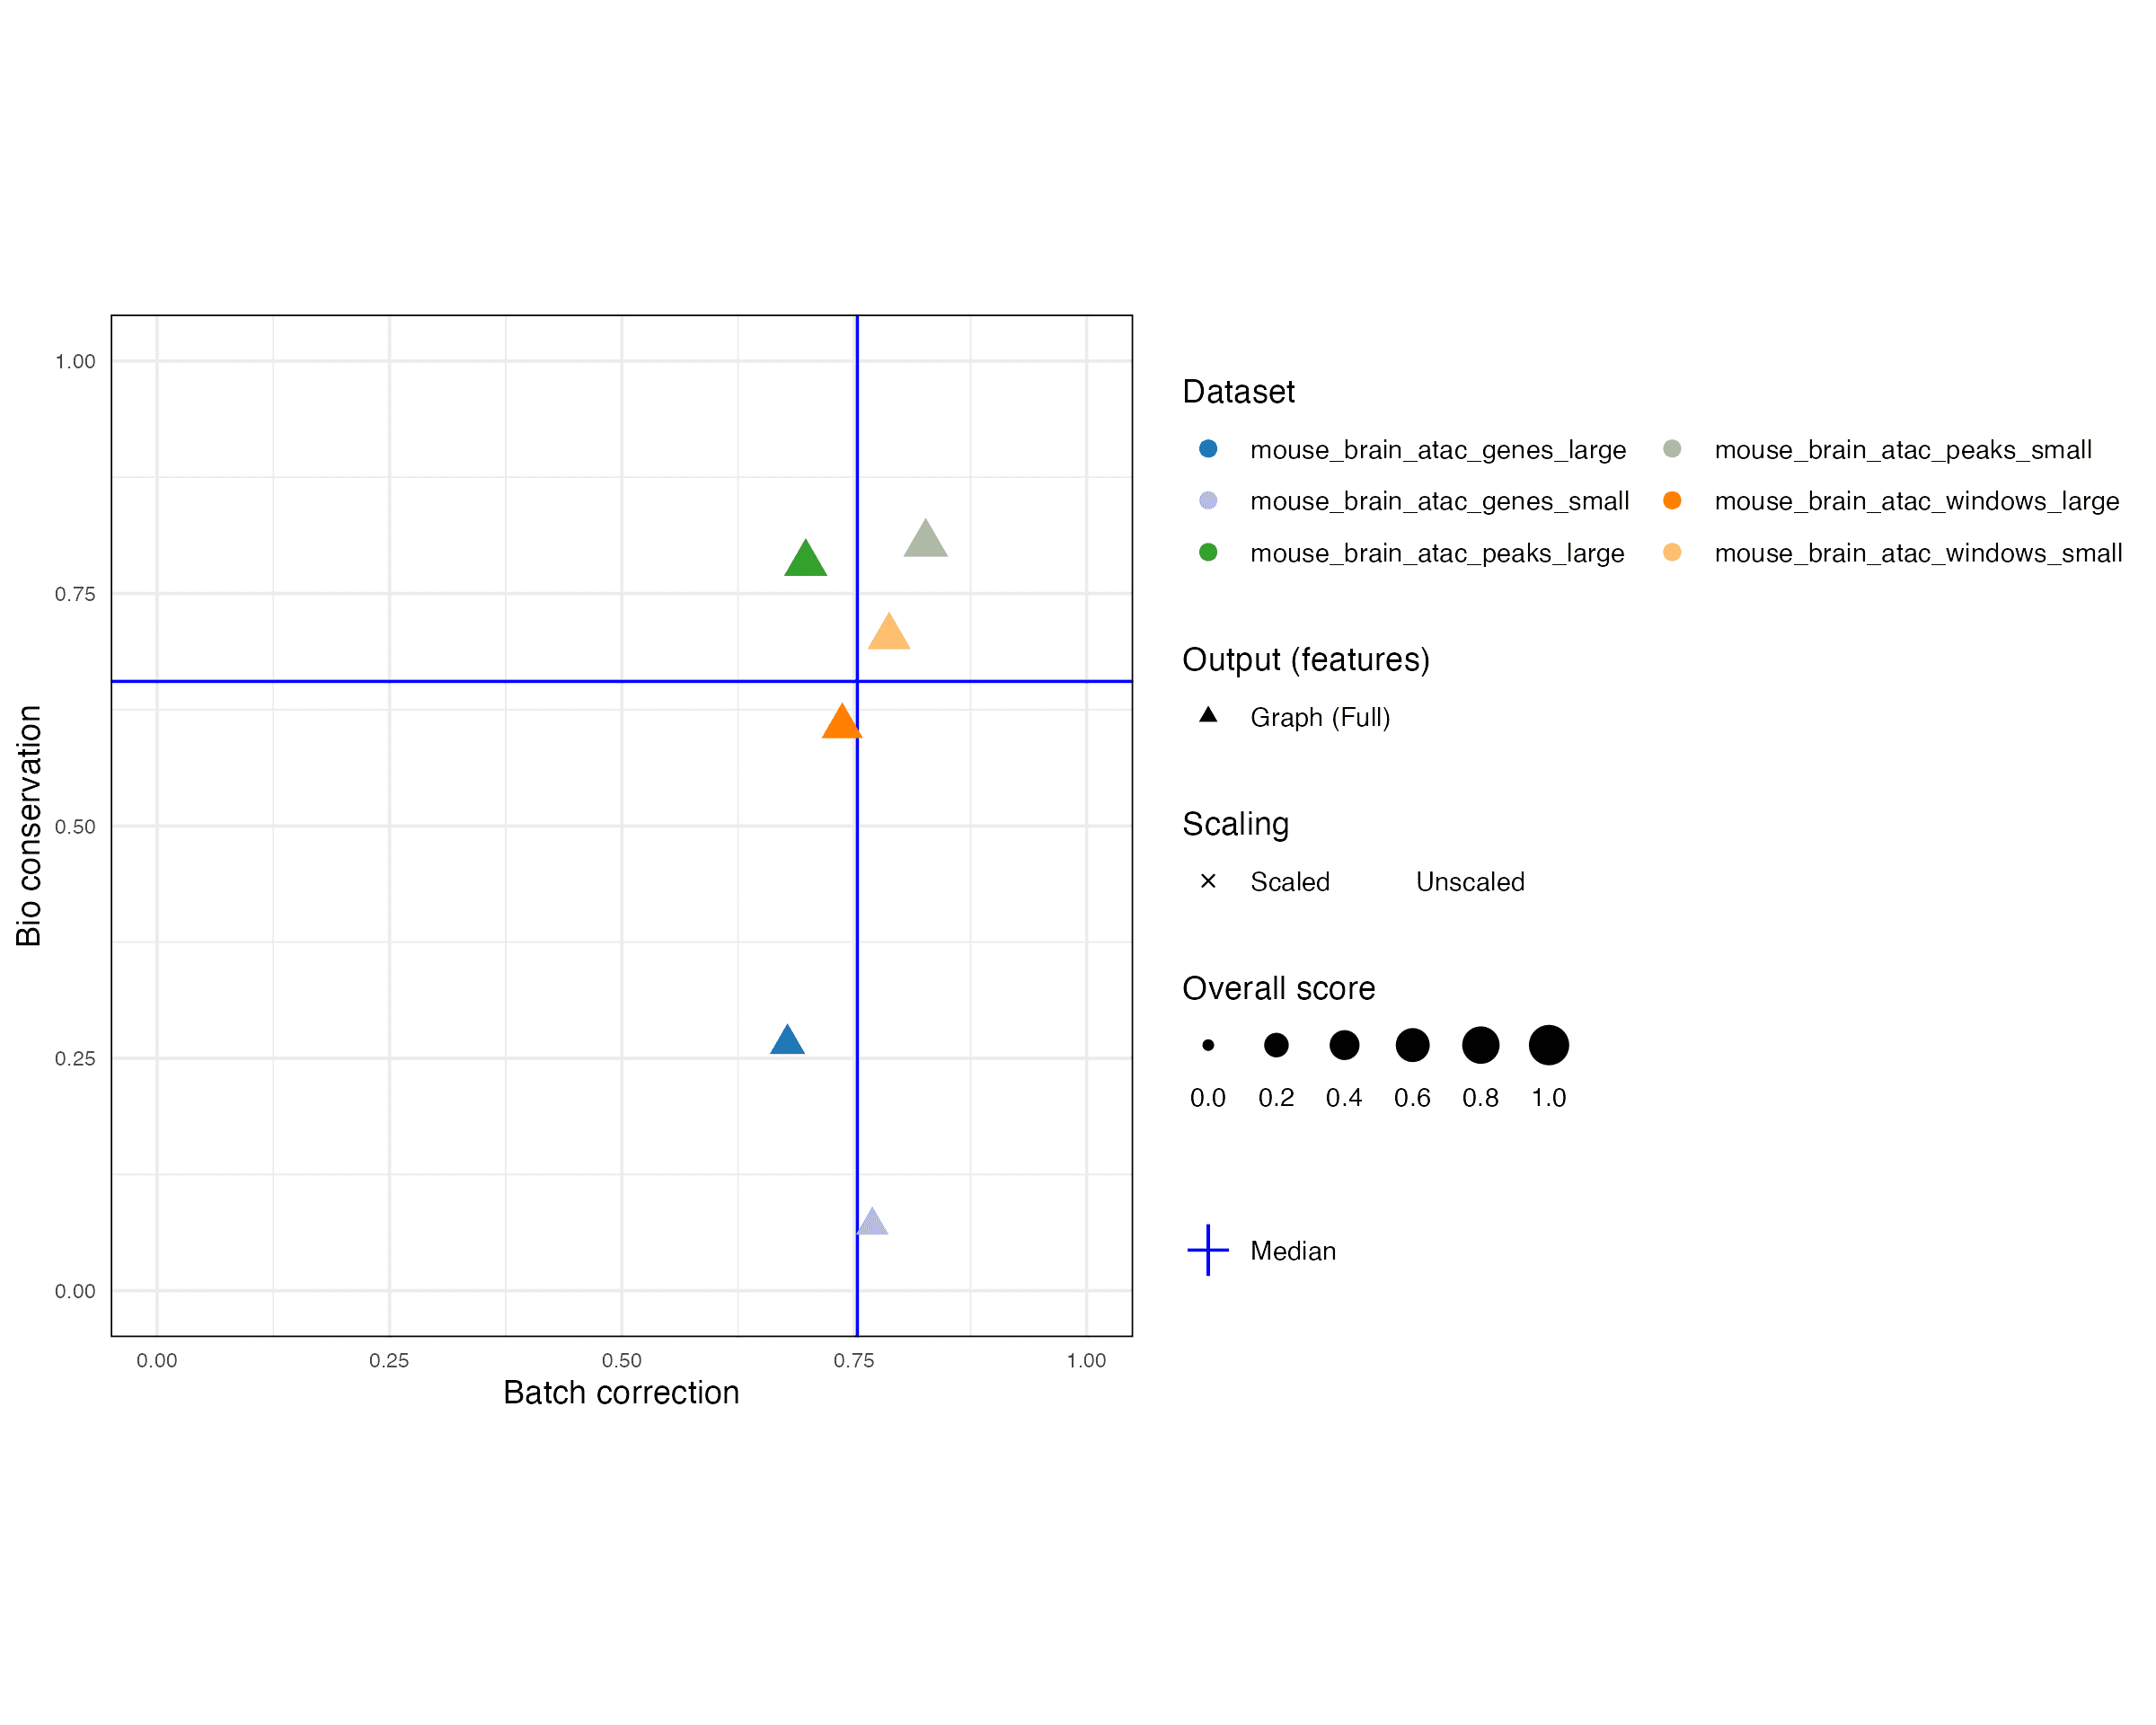 1.00
0.75
0.50
0.25
0.00
Bio conservation
0.00 0.25 0.50 0.75 1.00
Batch correction
Dataset
mouse_brain_atac_genes_large mouse_brain_atac_peaks_small
mouse_brain_atac_genes_small mouse_brain_atac_windows_large
mouse_brain_atac_peaks_large mouse_brain_atac_windows_small
Output (features)
Graph (Full)
Scaling
Scaled Unscaled
Overall score
0.0 0.2 0.4 0.6 0.8 1.0
Median